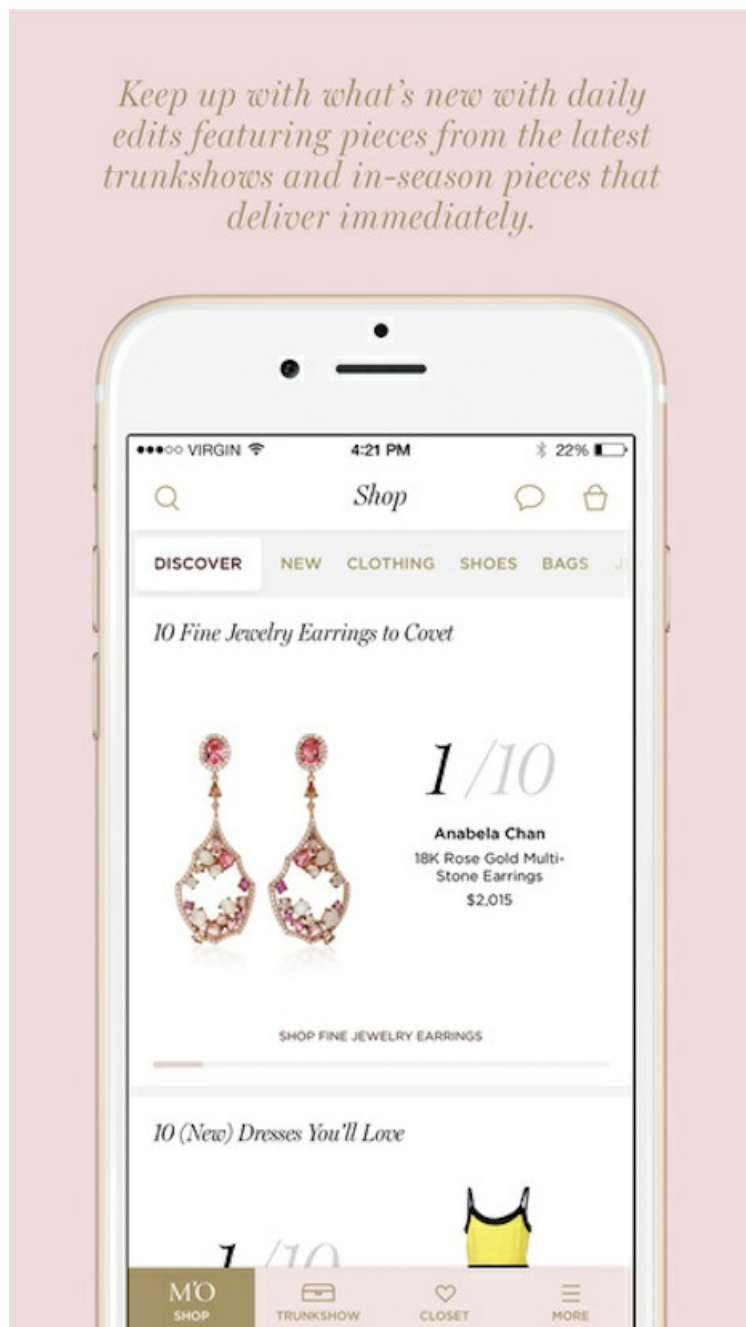 Keep up with what's new with daily
edits featuring pieces from the latest
trunkshows and in-season pieces that
deliver immediately.
VIRGIN 4:21 PM 22%
Shop
DISCOVER NEW CLOTHING SHOES BAGS
10 Fine Jewelry Earrings to Covet
1/10
Anabela Chan
18K Rose Gold Multi-
Stone Earrings
$2,015
SHOP FINE JEWELRY EARRINGS
10 (New) Dresses You'll Love
1/10
M'O
SHOP TRUNKSHOW CLOSET MORE